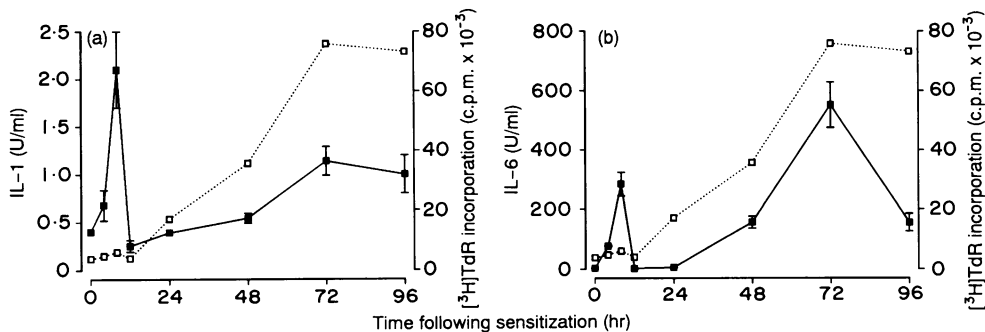 (a)
IL-1 (U/ml)
2·5
2·0
1·5
1·0
0·5
0
80
60
40
20
0
[³H]TdR incorporation (c.p.m. x 10⁻³)
0 24 48 72 96
(b)
IL-6 (U/ml)
800
600
400
200
0
80
60
40
20
0
[³H]TdR incorporation (c.p.m. x 10⁻³)
0 24 48 72 96
Time following sensitization (hr)